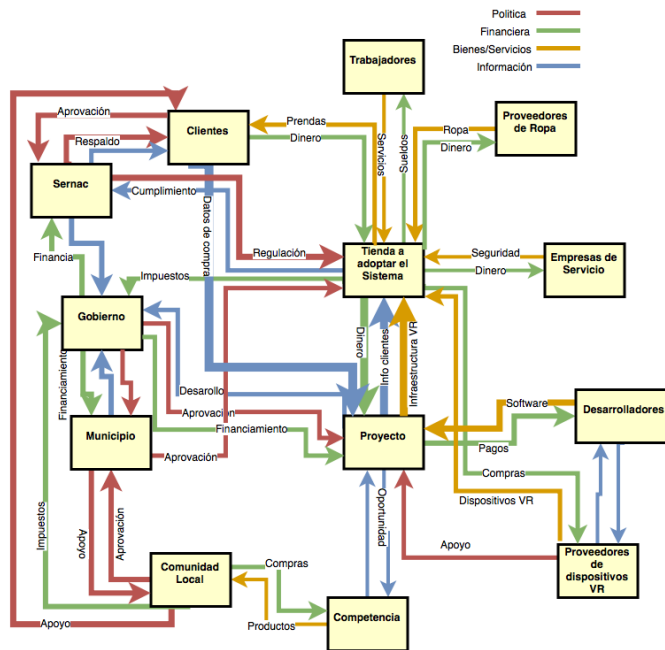 Politica
Financiera
Bienes/Servicios
Información
Trabajadores
Aprovación
Clientes
Prendas
Dinero
Ropa
Dinero
Proveedores
de Ropa
Respaldo
Servicios
Sueldos
Sernac
Cumplimiento
Datos de compra
Regulación
Tienda a
adoptar el
Sistema
Seguridad
Dinero
Empresas de
Servicio
Financia
Impuestos
Gobierno
Financiamiento
Dinero
Info clientes
Infraestructura VR
Desarollo
Aprovación
Financiamiento
Municipio
Aprovación
Proyecto
Software
Pagos
Desarrolladores
Compras
Dispositivos VR
Oportunidad
Impuestos
Apoyo
Aprovación
Apoyo
Proveedores
de dispositivos
VR
Comunidad
Local
Compras
Productos
Competencia
Apoyo